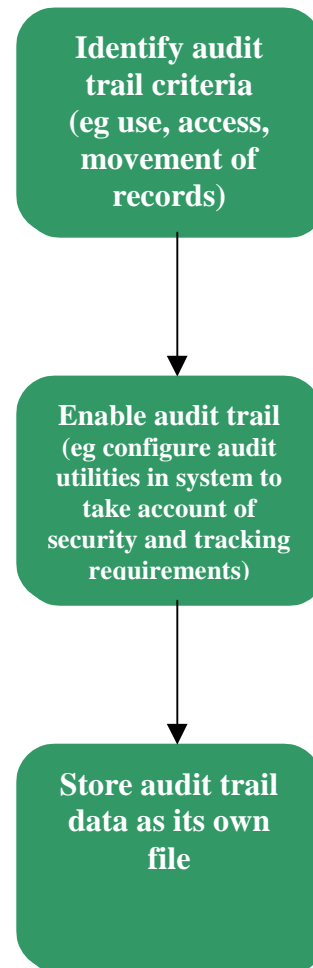 Identify audit
trail criteria
(eg use, access,
movement of
records)
Enable audit trail
(eg configure audit
utilities in system to
take account of
security and tracking
requirements)
Store audit trail
data as its own
file